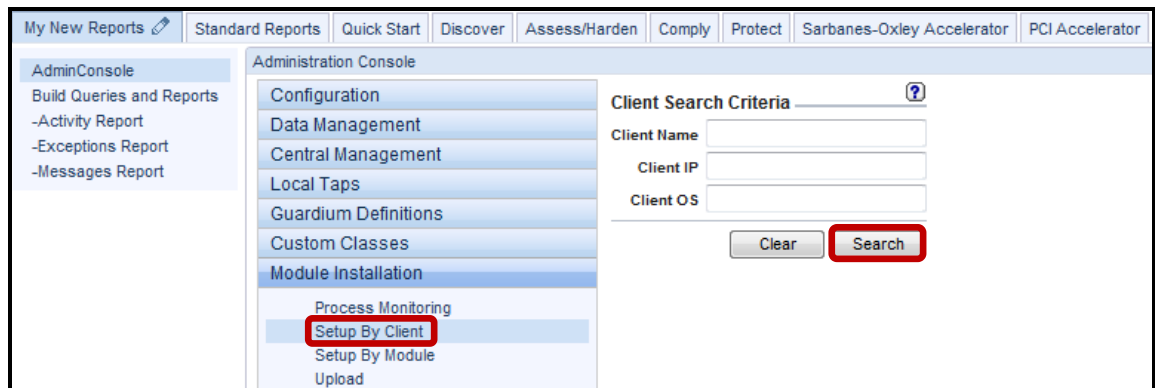 My New Reports
Standard Reports
Quick Start
Discover
Assess/Harden
Comply
Protect
Sarbanes-Oxley Accelerator
PCI Accelerator
AdminConsole
Build Queries and Reports
-Activity Report
-Exceptions Report
-Messages Report
Administration Console
Configuration
Data Management
Central Management
Local Taps
Guardium Definitions
Custom Classes
Module Installation
Process Monitoring
Setup By Client
Setup By Module
Upload
Client Search Criteria
?
Client Name
Client IP
Client OS
Clear
Search